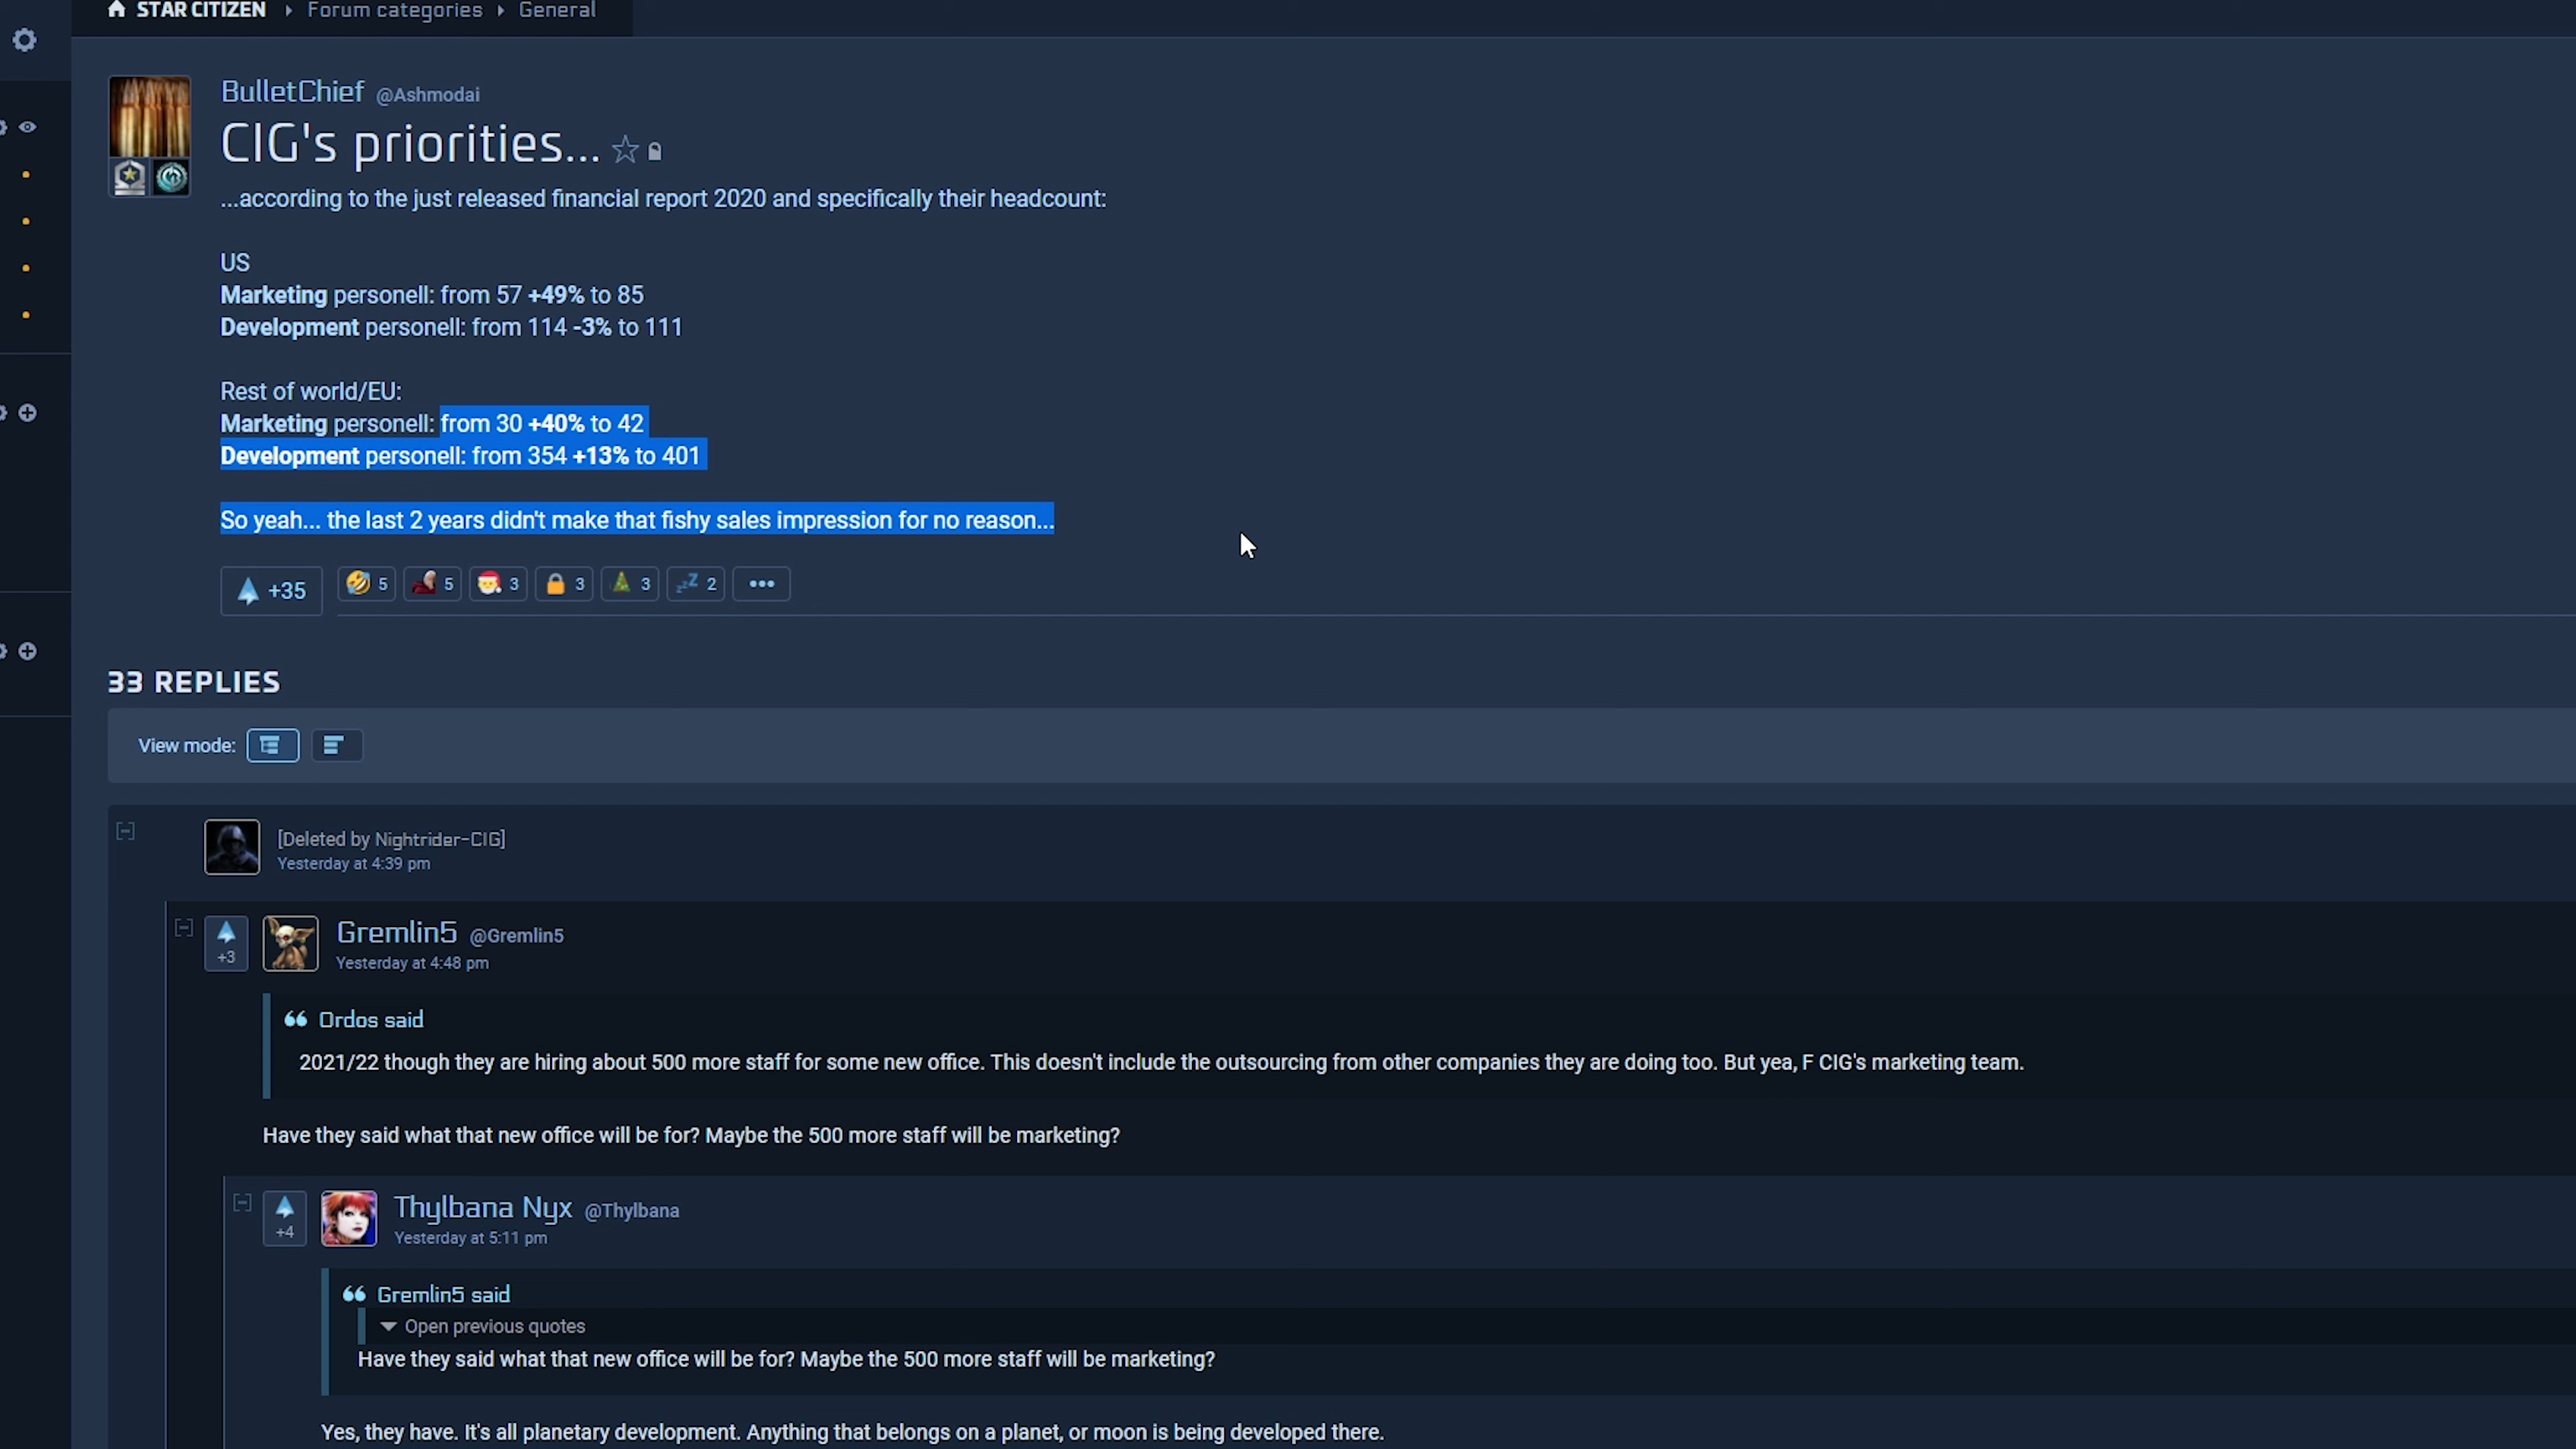 STAR CITIZEN Forum categories General
BulletChief @Ashmodai
CIG's priorities...
...according to the just released financial report 2020 and specifically their headcount:
US
Marketing personell: from 57 +49% to 85
Development personell: from 114 -3% to 111
Rest of world/EU:
Marketing personell: from 30 +40% to 42
Development personell: from 354 +13% to 401
So yeah... the last 2 years didn't make that fishy sales impression for no reason...
+35 5 5 3 3 3 2 •••
33 REPLIES
View mode:
[Deleted by Nightrider-CIG]
Yesterday at 4:39 pm
Gremlin5 @Gremlin5
+3
Yesterday at 4:48 pm
Ordos said
2021/22 though they are hiring about 500 more staff for some new office. This doesn't include the outsourcing from other companies they are doing too. But yea, F CIG's marketing team.
Have they said what that new office will be for? Maybe the 500 more staff will be marketing?
Thylbana Nyx @Thylbana
+4
Yesterday at 5:11 pm
Gremlin5 said
Open previous quotes
Have they said what that new office will be for? Maybe the 500 more staff will be marketing?
Yes, they have. It's all planetary development. Anything that belongs on a planet, or moon is being developed there.